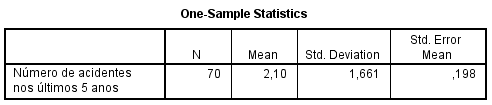 One-Sample Statistics
N Mean Std. Deviation Std. Error Mean
Número de acidentes nos últimos 5 anos 70 2,10 1,661 ,198